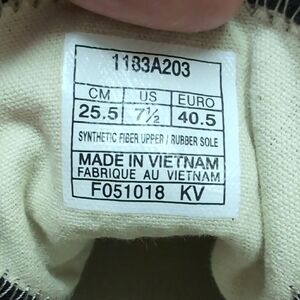 1183A203
CM US EURO
25.5 7½ 40.5
SYNTHETIC FIBER UPPER / RUBBER SOLE
MADE IN VIETNAM
FABRIQUE AU VIETNAM
F051018 KV